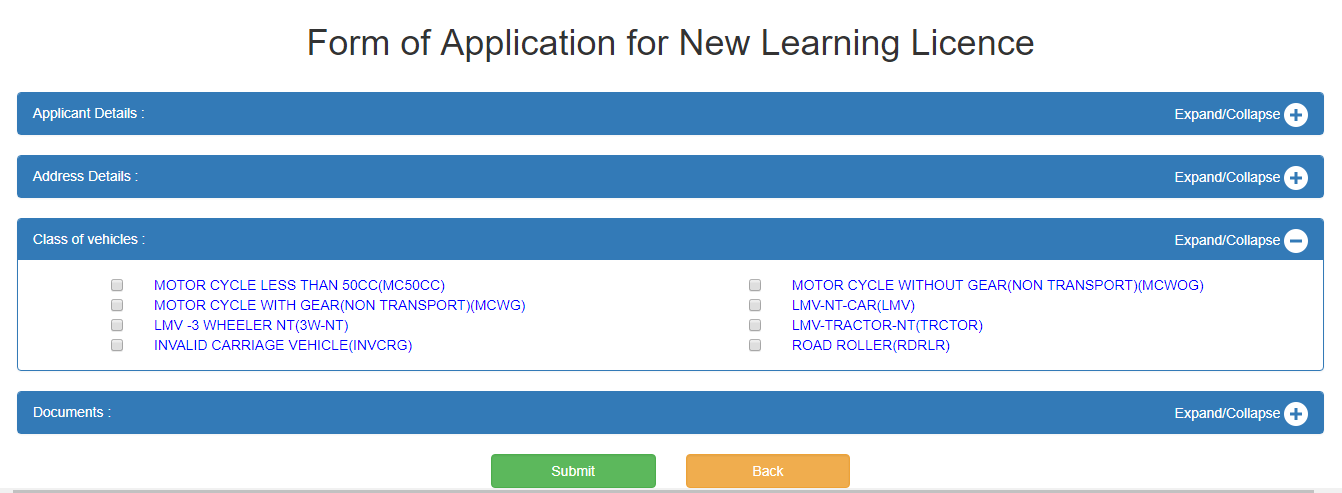 Form of Application for New Learning Licence
Applicant Details : Expand/Collapse
Address Details : Expand/Collapse
Class of vehicles : Expand/Collapse
MOTOR CYCLE LESS THAN 50CC(MC50CC) MOTOR CYCLE WITHOUT GEAR(NON TRANSPORT)(MCWOG)
MOTOR CYCLE WITH GEAR(NON TRANSPORT)(MCWG) LMV-NT-CAR(LMV)
LMV -3 WHEELER NT(3W-NT) LMV-TRACTOR-NT(TRCTOR)
INVALID CARRIAGE VEHICLE(INVCRG) ROAD ROLLER(RDRLR)
Documents : Expand/Collapse
Submit Back